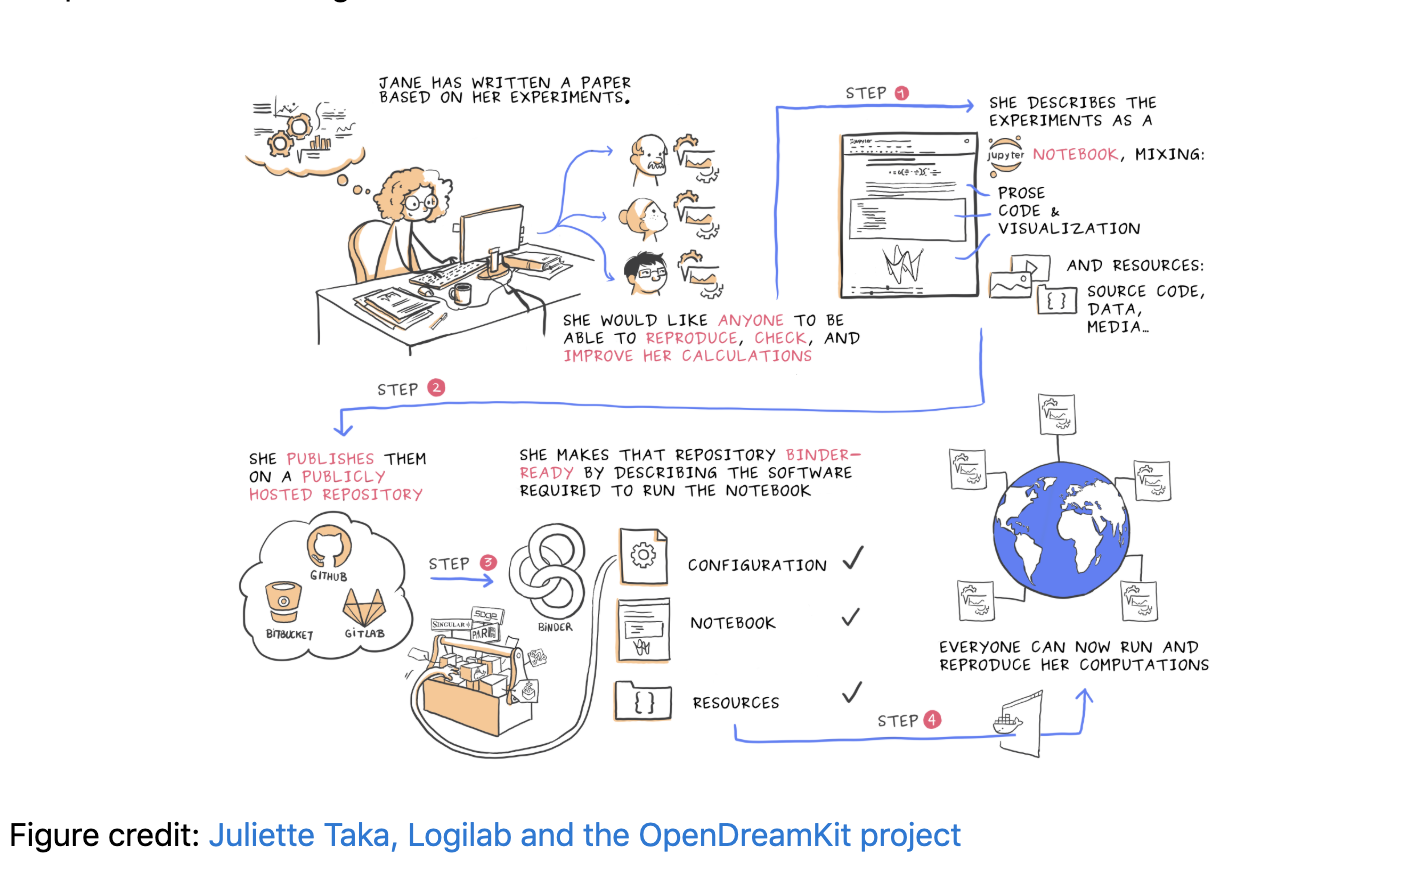 JANE HAS WRITTEN A PAPER
BASED ON HER EXPERIMENTS.
SHE WOULD LIKE ANYONE TO BE
ABLE TO REPRODUCE, CHECK, AND
IMPROVE HER CALCULATIONS
STEP 1
SHE DESCRIBES THE
EXPERIMENTS AS A
jupyter NOTEBOOK, MIXING:
PROSE
CODE &
VISUALIZATION
AND RESOURCES:
SOURCE CODE,
DATA,
MEDIA...
{ }
STEP 2
SHE PUBLISHES THEM
ON A PUBLICLY
HOSTED REPOSITORY
GITHUB
BITBUCKET
GITLAB
STEP 3
SHE MAKES THAT REPOSITORY BINDER-
READY BY DESCRIBING THE SOFTWARE
REQUIRED TO RUN THE NOTEBOOK
BINDER
SINGULAR
sage
PARI
CONFIGURATION
NOTEBOOK
{ }
RESOURCES
STEP 4
EVERYONE CAN NOW RUN AND
REPRODUCE HER COMPUTATIONS
Figure credit: Juliette Taka, Logilab and the OpenDreamKit project